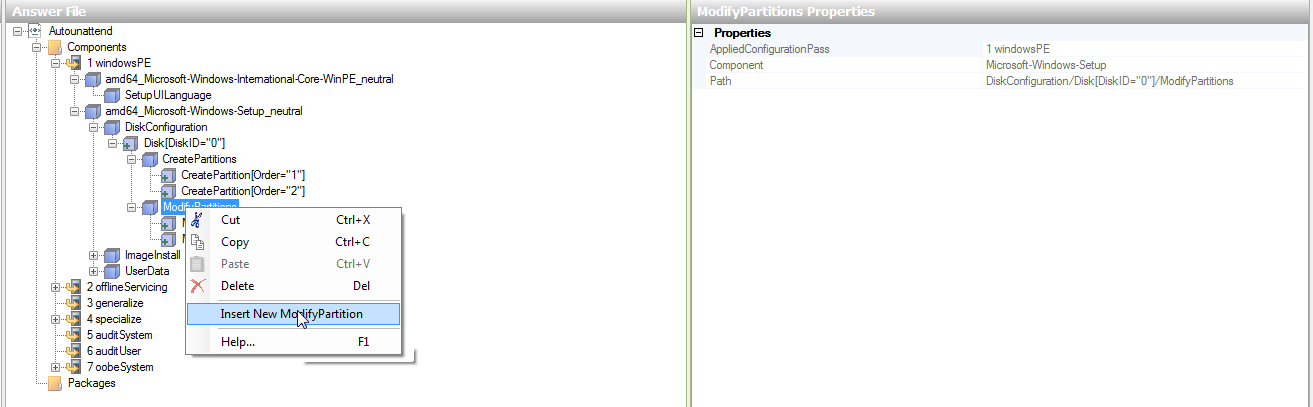 Answer File
Autounattend
Components
1 windowsPE
amd64_Microsoft-Windows-International-Core-WinPE_neutral
SetupUILanguage
amd64_Microsoft-Windows-Setup_neutral
DiskConfiguration
Disk[DiskID="0"]
CreatePartitions
CreatePartition[Order="1"]
CreatePartition[Order="2"]
ModifyPartitions
ImageInstall
UserData
2 offlineServicing
3 generalize
4 specialize
5 auditSystem
6 auditUser
7 oobeSystem
Packages
Cut Ctrl+X
Copy Ctrl+C
Paste Ctrl+V
Delete Del
Insert New ModifyPartition
Help... F1
ModifyPartitions Properties
Properties
AppliedConfigurationPass 1 windowsPE
Component Microsoft-Windows-Setup
Path DiskConfiguration/Disk[DiskID="0"]/ModifyPartitions